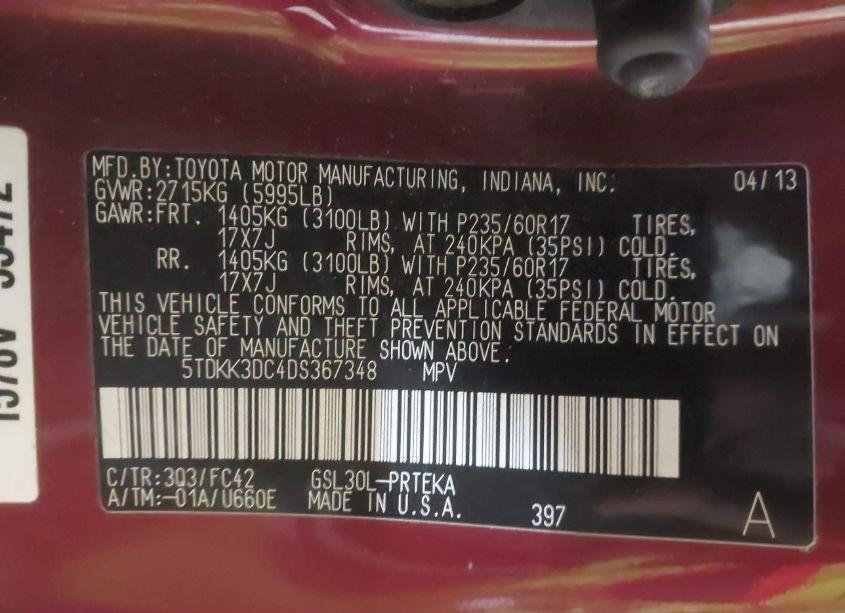 MFD.BY:TOYOTA MOTOR MANUFACTURING, INDIANA, INC. 04/13
GVWR:2715KG (5995LB)
GAWR:FRT. 1405KG (3100LB) WITH P235/60R17 TIRES,
17X7J RIMS, AT 240KPA (35PSI) COLD.
RR. 1405KG (3100LB) WITH P235/60R17 TIRES,
17X7J RIMS, AT 240KPA (35PSI) COLD.
THIS VEHICLE CONFORMS TO ALL APPLICABLE FEDERAL MOTOR
VEHICLE SAFETY AND THEFT PREVENTION STANDARDS IN EFFECT ON
THE DATE OF MANUFACTURE SHOWN ABOVE.
5TDKK3DC4DS367348 MPV
C/TR:3Q3/FC42 GSL30L-PRTEKA
A/TM:-01A/U660E MADE IN U.S.A. 397 A